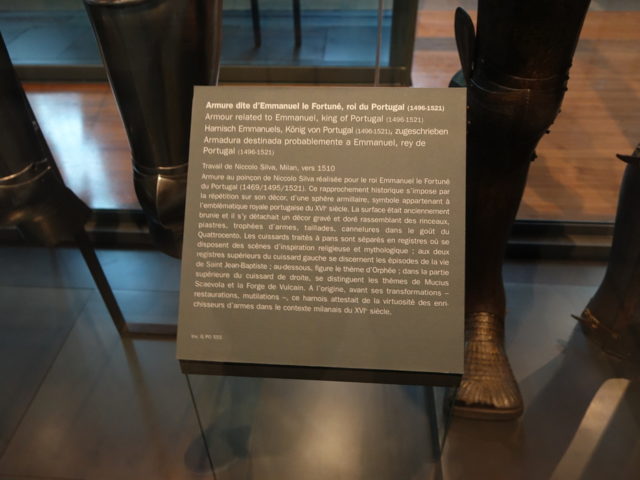 Armure dite d'Emmanuel le Fortuné, roi du Portugal (1496-1521)
Armour related to Emmanuel, king of Portugal (1496-1521)
Harnisch Emmanuels, König von Portugal (1496-1521), zugeschrieben
Armadura destinada probablemente a Emmanuel, rey de
Portugal (1496-1521)
Travail de Niccolo Silva, Milan, vers 1510
Armure au poinçon de Niccolo Silva réalisée pour le roi Emmanuel le Fortuné
du Portugal (1469/1495/1521). Ce rapprochement historique s'impose par
la répétition sur son décor, d'une sphère armillaire, symbole appartenant à
l'emblématique royale portugaise du XVIe siècle. La surface était anciennement
brunie et il s'y détachait un décor gravé et doré rassemblant des rinceaux,
piastres, trophées d'armes, taillades, cannelures dans le goût du
Quattrocento. Les cuissards traités à pans sont séparés en registres où se
disposent des scènes d'inspiration religieuse et mythologique ; aux deux
registres supérieurs du cuissard gauche se discernent les épisodes de la vie
de Saint Jean-Baptiste ; au-dessous, figure le thème d'Orphée ; dans la partie
supérieure du cuissard de droite, se distinguent les thèmes de Mucius
Scaevola et la Forge de Vulcain. A l'origine, avant ses transformations –
restaurations, mutilations –, ce harnois attestait de la virtuosité des enri-
chisseurs d'armes dans le contexte milanais du XVIe siècle.
Inv. G PO 555